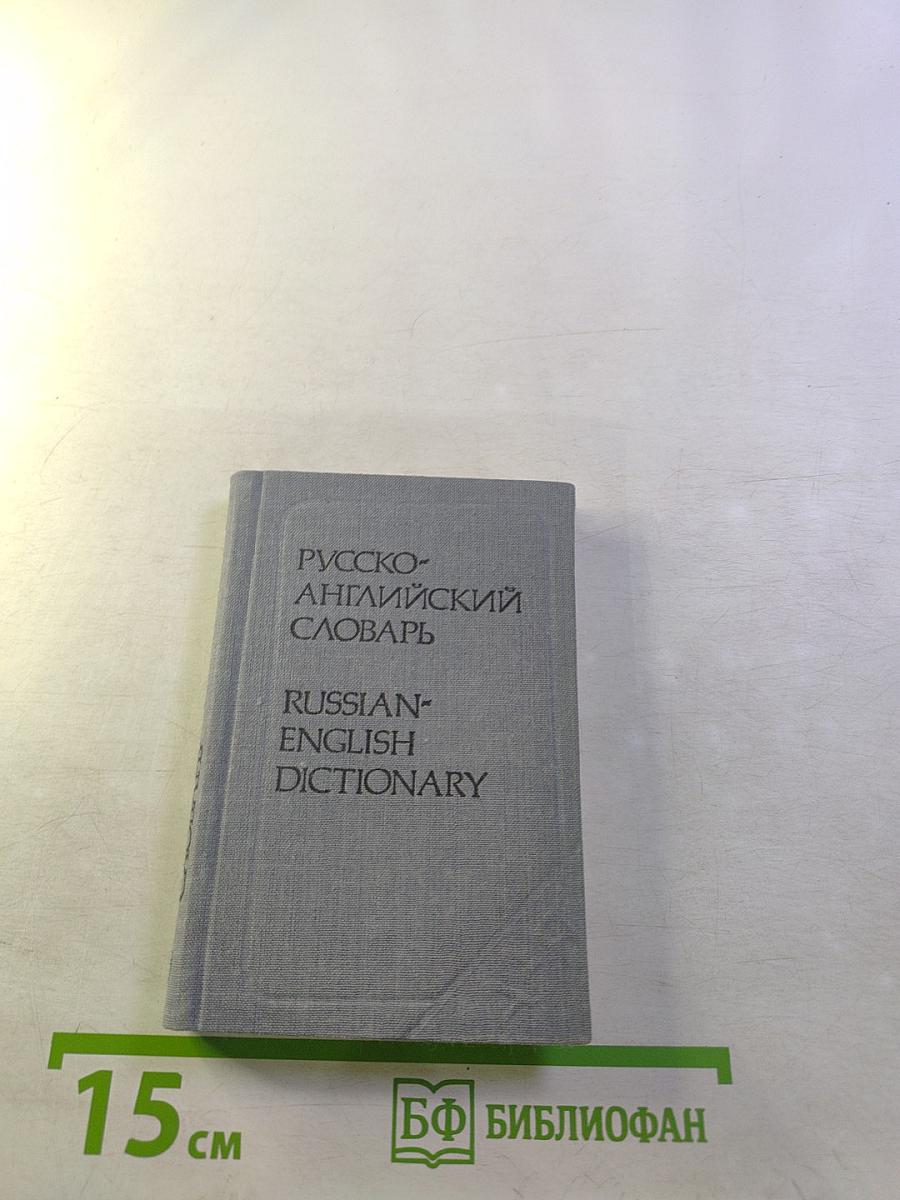 РУССКО-
АНГЛИЙСКИЙ
СЛОВАРЬ
RUSSIAN-
ENGLISH
DICTIONARY
15 см
БФ БИБЛИОФАН